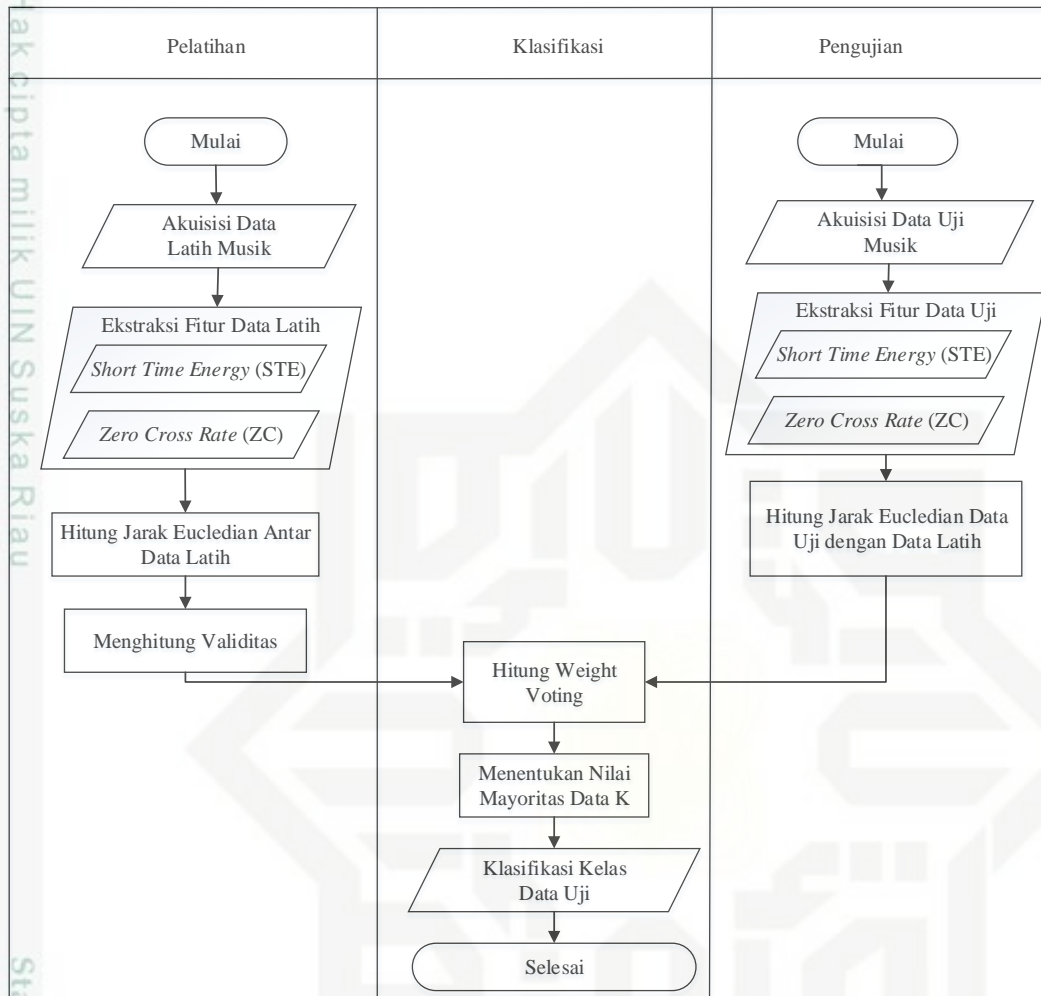 Pelatihan
Klasifikasi
Pengujian
Mulai
Akuisisi Data
Latih Musik
Ekstraksi Fitur Data Latih
Short Time Energy (STE)
Zero Cross Rate (ZC)
Hitung Jarak Eucledian Antar
Data Latih
Menghitung Validitas
Mulai
Akuisisi Data Uji
Musik
Ekstraksi Fitur Data Uji
Short Time Energy (STE)
Zero Cross Rate (ZC)
Hitung Jarak Eucledian Data
Uji dengan Data Latih
Hitung Weight
Voting
Menentukan Nilai
Mayoritas Data K
Klasifikasi Kelas
Data Uji
Selesai
Hak cipta milik UIN Suska Riau